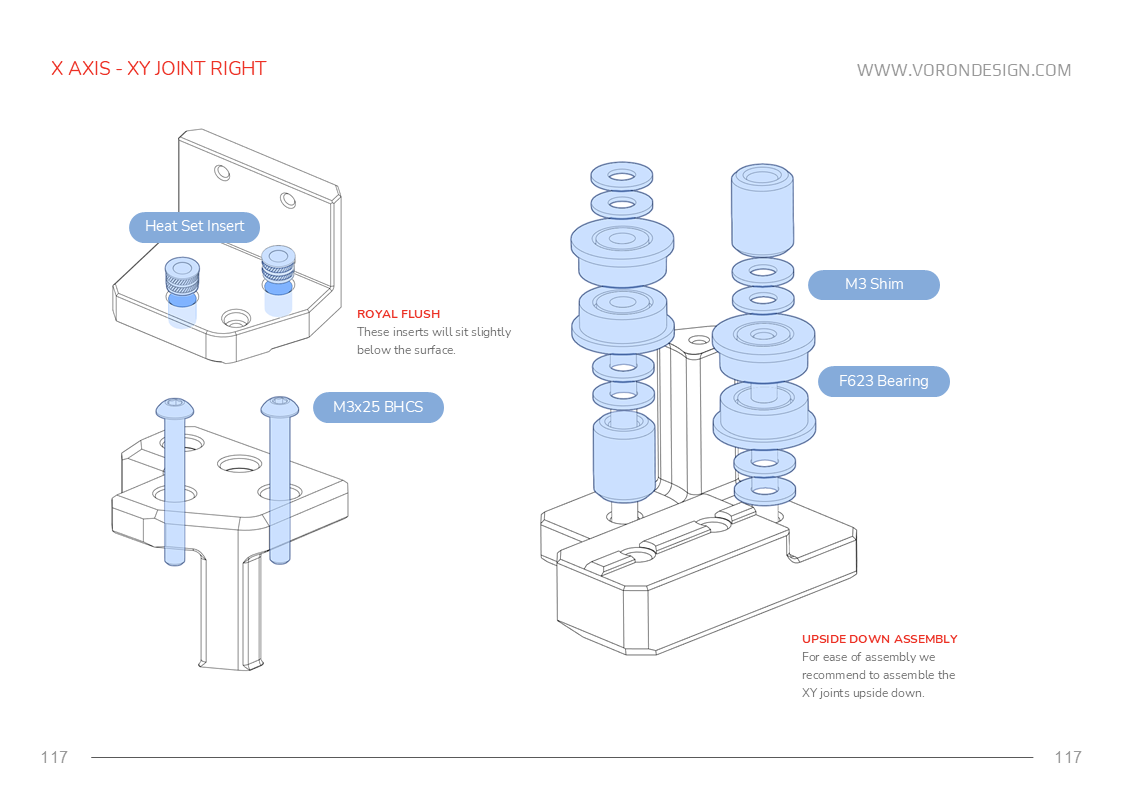 X AXIS - XY JOINT RIGHT
WWW.VORONDESIGN.COM
Heat Set Insert
ROYAL FLUSH
These inserts will sit slightly
below the surface.
M3x25 BHCS
M3 Shim
F623 Bearing
UPSIDE DOWN ASSEMBLY
For ease of assembly we
recommend to assemble the
XY joints upside down.
117
117